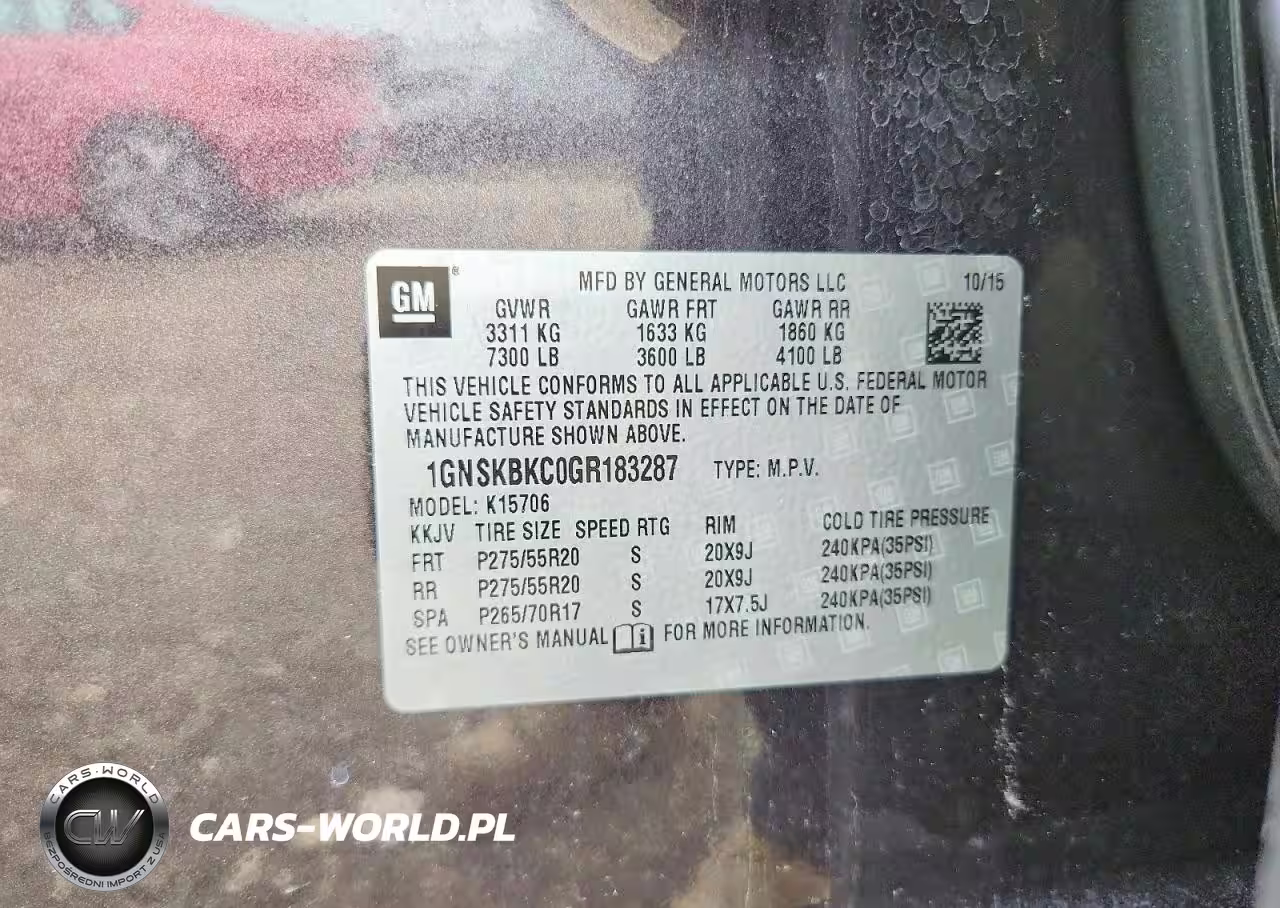 GM ®
MFD BY GENERAL MOTORS LLC 10/15
GVWR GAWR FRT GAWR RR
3311 KG 1633 KG 1860 KG
7300 LB 3600 LB 4100 LB
THIS VEHICLE CONFORMS TO ALL APPLICABLE U.S. FEDERAL MOTOR
VEHICLE SAFETY STANDARDS IN EFFECT ON THE DATE OF
MANUFACTURE SHOWN ABOVE.
1GNSKBKC0GR183287 TYPE: M.P.V.
MODEL: K15706
KKJV TIRE SIZE SPEED RTG RIM COLD TIRE PRESSURE
FRT P275/55R20 S 20X9J 240KPA(35PSI)
RR P275/55R20 S 20X9J 240KPA(35PSI)
SPA P265/70R17 S 17X7.5J 240KPA(35PSI)
SEE OWNER'S MANUAL FOR MORE INFORMATION.
CARS-WORLD
CW
BEZPOŚREDNI IMPORT Z USA
CARS-WORLD.PL